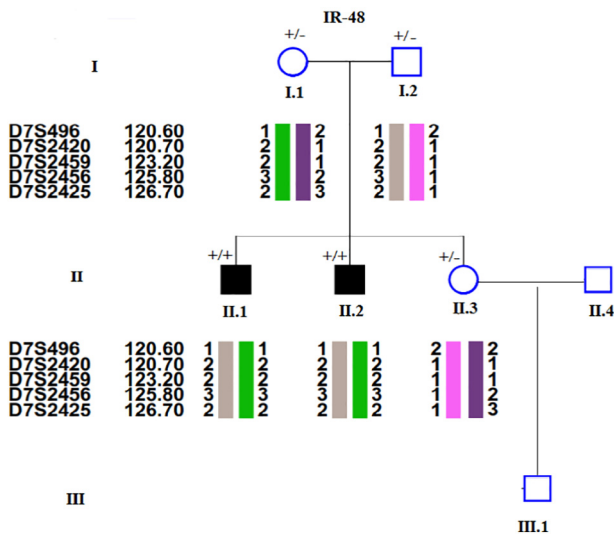 IR-48
+/- +/-
I
I.1 I.2
D7S496 120.60 1 2 1 2
D7S2420 120.70 2 1 2 1
D7S2459 123.20 2 1 2 1
D7S2456 125.80 3 2 3 1
D7S2425 126.70 2 3 2 1
+/+ +/+ +/-
II
II.1 II.2 II.3 II.4
D7S496 120.60 1 1 1 1 2 2
D7S2420 120.70 2 2 2 2 1 1
D7S2459 123.20 2 2 2 2 1 1
D7S2456 125.80 3 3 3 3 1 2
D7S2425 126.70 2 2 2 2 1 3
III
III.1